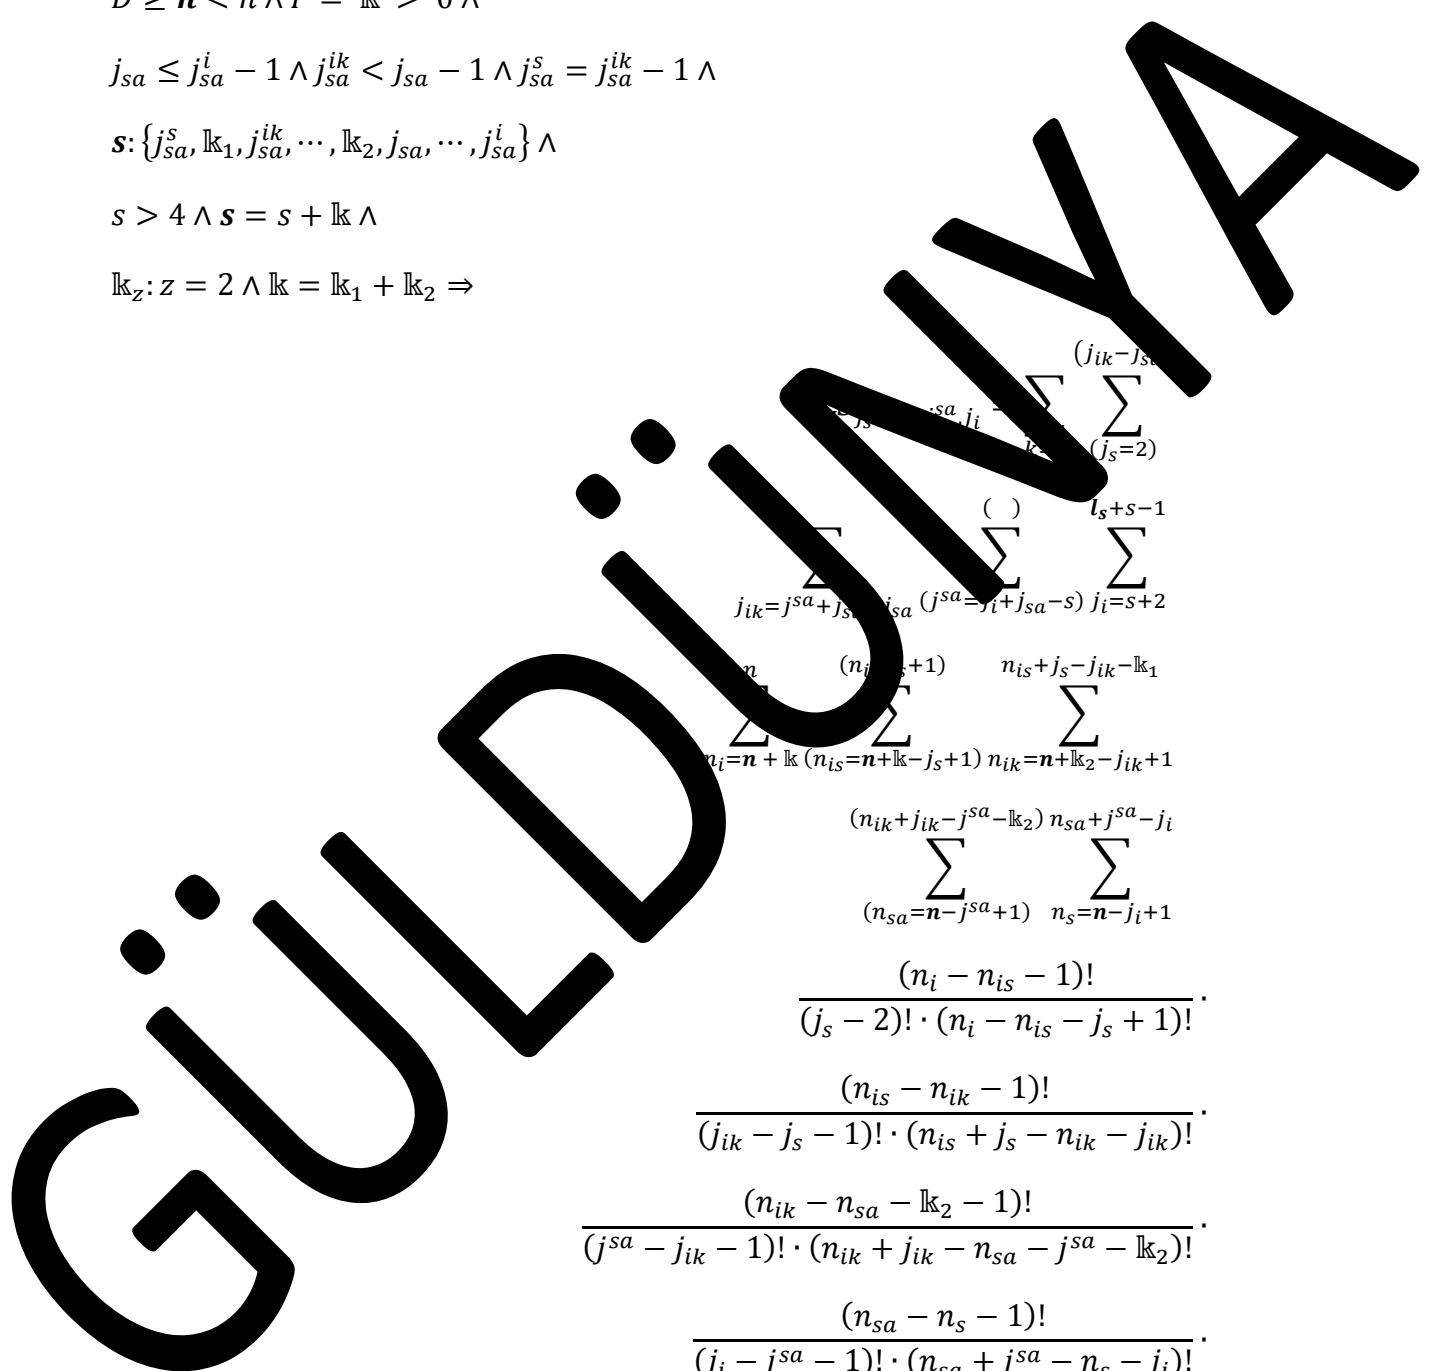 j_{sa} ≤ j_{sa}^{i} − 1 ∧ j_{sa}^{ik} < j_{sa} − 1 ∧ j_{sa}^{s} = j_{sa}^{ik} − 1 ∧
s: {j_{sa}^{s}, 𝕜_1, j_{sa}^{ik}, ⋯, 𝕜_2, j_{sa}, ⋯, j_{sa}^{i}} ∧
s > 4 ∧ s = s + 𝕜 ∧
𝕜_z: z = 2 ∧ 𝕜 = 𝕜_1 + 𝕜_2 ⇒
∑ ∑
(j_s=2)
( ) l_s+s−1
∑ ∑ ∑
(j^{sa}=j_i+j_{sa}−s) j_i=s+2
n n_{is}+j_s−j_{ik}−𝕜_1
∑ ∑ ∑
n_i=n+𝕜 (n_{is}=n+𝕜−j_s+1) n_{ik}=n+𝕜_2−j_{ik}+1
(n_{ik}+j_{ik}−j^{sa}−𝕜_2) n_{sa}+j^{sa}−j_i
∑ ∑
(n_{sa}=n−j^{sa}+1) n_s=n−j_i+1
(n_i − n_{is} − 1)!
(j_s − 2)! · (n_i − n_{is} − j_s + 1)! ·
(n_{is} − n_{ik} − 1)!
(j_{ik} − j_s − 1)! · (n_{is} + j_s − n_{ik} − j_{ik})! ·
(n_{ik} − n_{sa} − 𝕜_2 − 1)!
(j^{sa} − j_{ik} − 1)! · (n_{ik} + j_{ik} − n_{sa} − j^{sa} − 𝕜_2)! ·
(n_{sa} − n_s − 1)!
(j_i − j^{sa} − 1)! · (n_{sa} + j^{sa} − n_s − j_i)! ·
GÜLDÜNYA